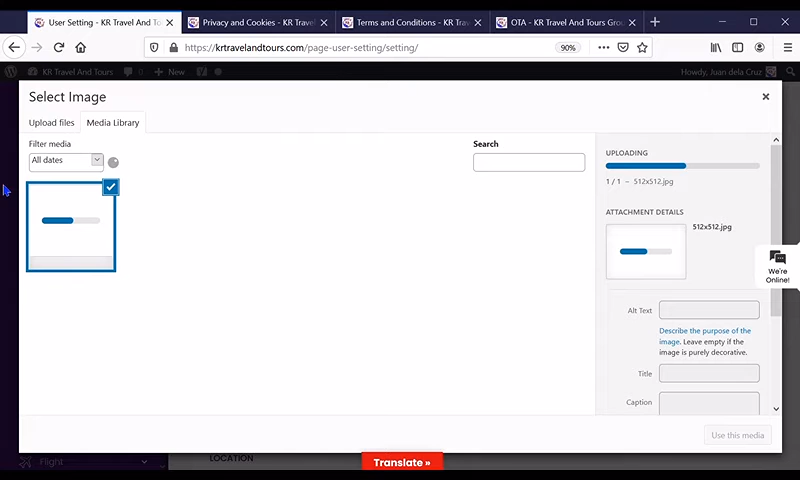 User Setting - KR Travel And To
Privacy and Cookies - KR Trave
Terms and Conditions - KR Trav
OTA - KR Travel And Tours Grou
https://krtravelandtours.com/page-user-setting/setting/
90%
KR Travel And Tours
0
New
Howdy, Juan dela Cruz
Select Image
Upload files
Media Library
Filter media
All dates
Search
UPLOADING
1 / 1 – 512x512.jpg
ATTACHMENT DETAILS
512x512.jpg
We're
Online!
Alt Text
Describe the purpose of the
image. Leave empty if the
image is purely decorative.
Title
Caption
Use this media
Flight
LOCATION
Translate »